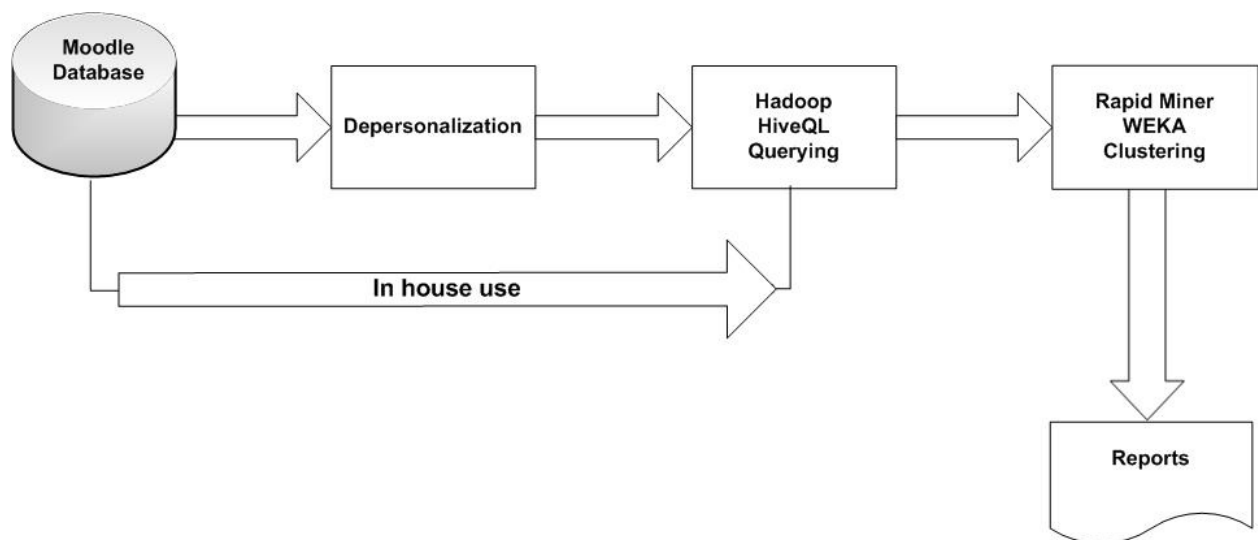 Moodle
Database
Depersonalization
Hadoop
HiveQL
Querying
Rapid Miner
WEKA
Clustering
In house use
Reports